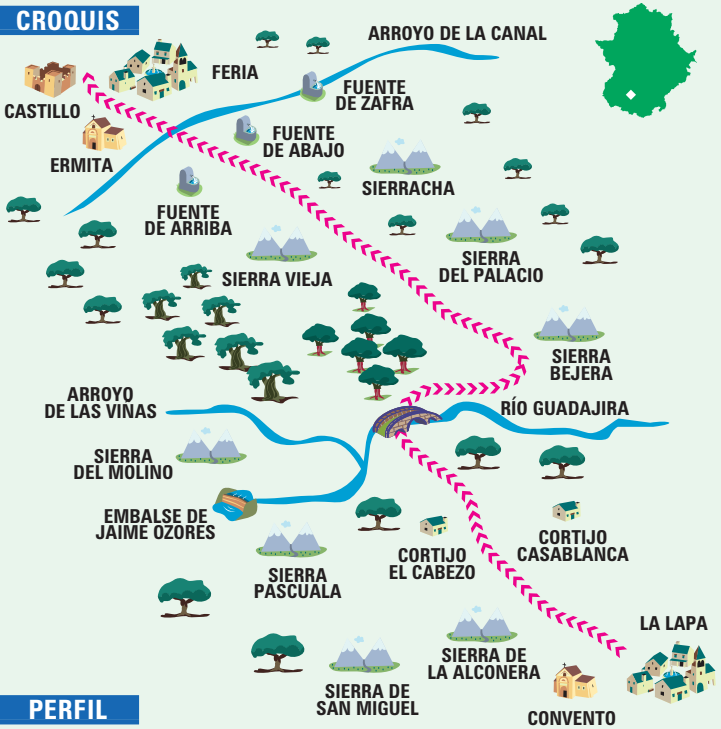 CROQUIS
ARROYO DE LA CANAL
FERIA
FUENTE
DE ZAFRA
CASTILLO
FUENTE
DE ABAJO
ERMITA
SIERRACHA
FUENTE
DE ARRIBA
SIERRA
DEL PALACIO
SIERRA VIEJA
SIERRA
BEJERA
ARROYO
DE LAS VIÑAS
RÍO GUADAJIRA
SIERRA
DEL MOLINO
EMBALSE DE
JAIME OZORES
CORTIJO
CASABLANCA
CORTIJO
EL CABEZO
SIERRA
PASCUALA
LA LAPA
SIERRA DE
LA ALCONERA
SIERRA DE
SAN MIGUEL
CONVENTO
PERFIL